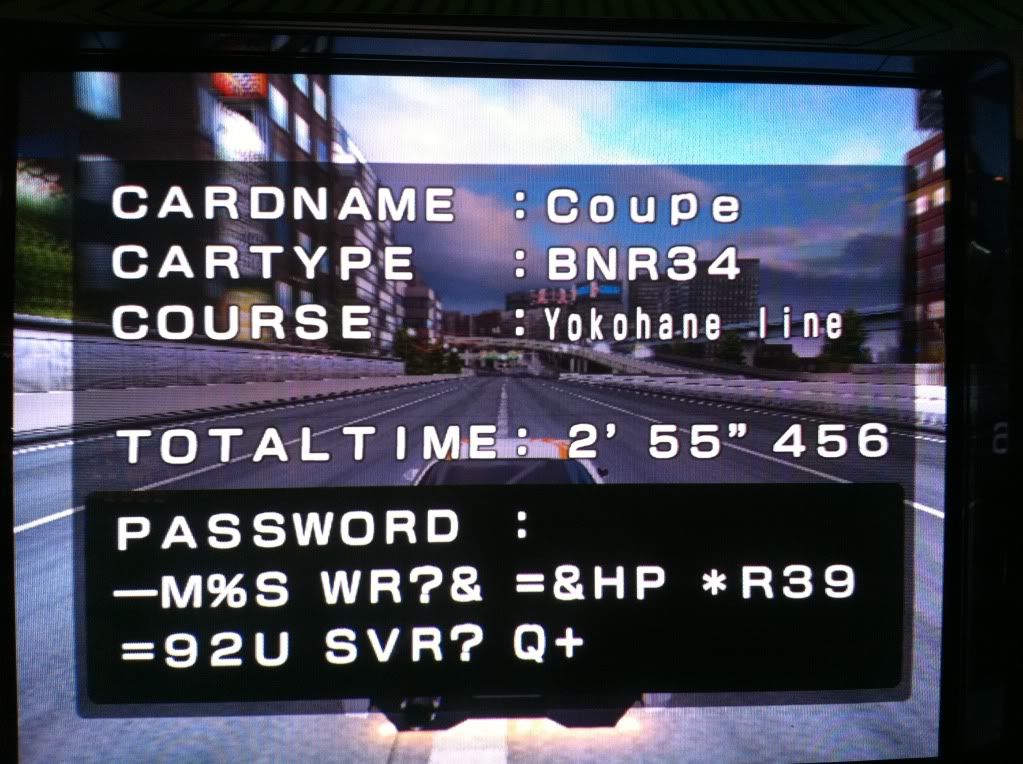 CARDNAME : Coupe
CARTYPE : BNR34
COURSE : Yokohane line
TOTALTIME: 2' 55" 456
PASSWORD :
—M%S WR?& =&HP *R39
=92U SVR? Q+